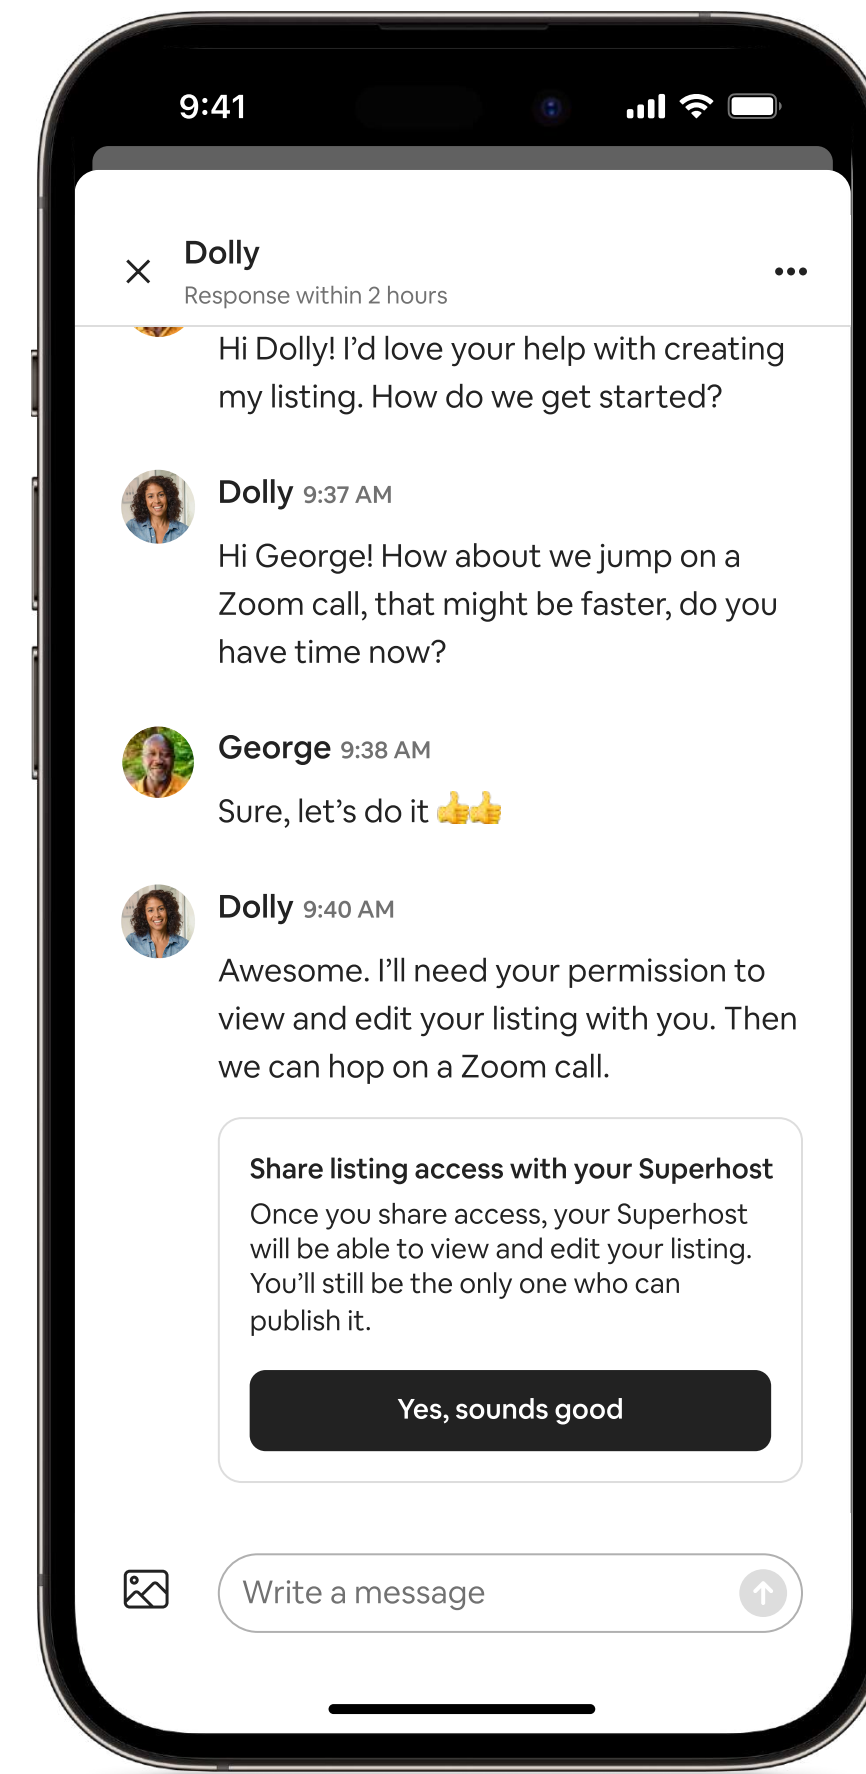 9:41
Dolly
Response within 2 hours
Hi Dolly! I’d love your help with creating
my listing. How do we get started?
Dolly 9:37 AM
Hi George! How about we jump on a
Zoom call, that might be faster, do you
have time now?
George 9:38 AM
Sure, let’s do it 👍👍
Dolly 9:40 AM
Awesome. I’ll need your permission to
view and edit your listing with you. Then
we can hop on a Zoom call.
Share listing access with your Superhost
Once you share access, your Superhost
will be able to view and edit your listing.
You’ll still be the only one who can
publish it.
Yes, sounds good
Write a message